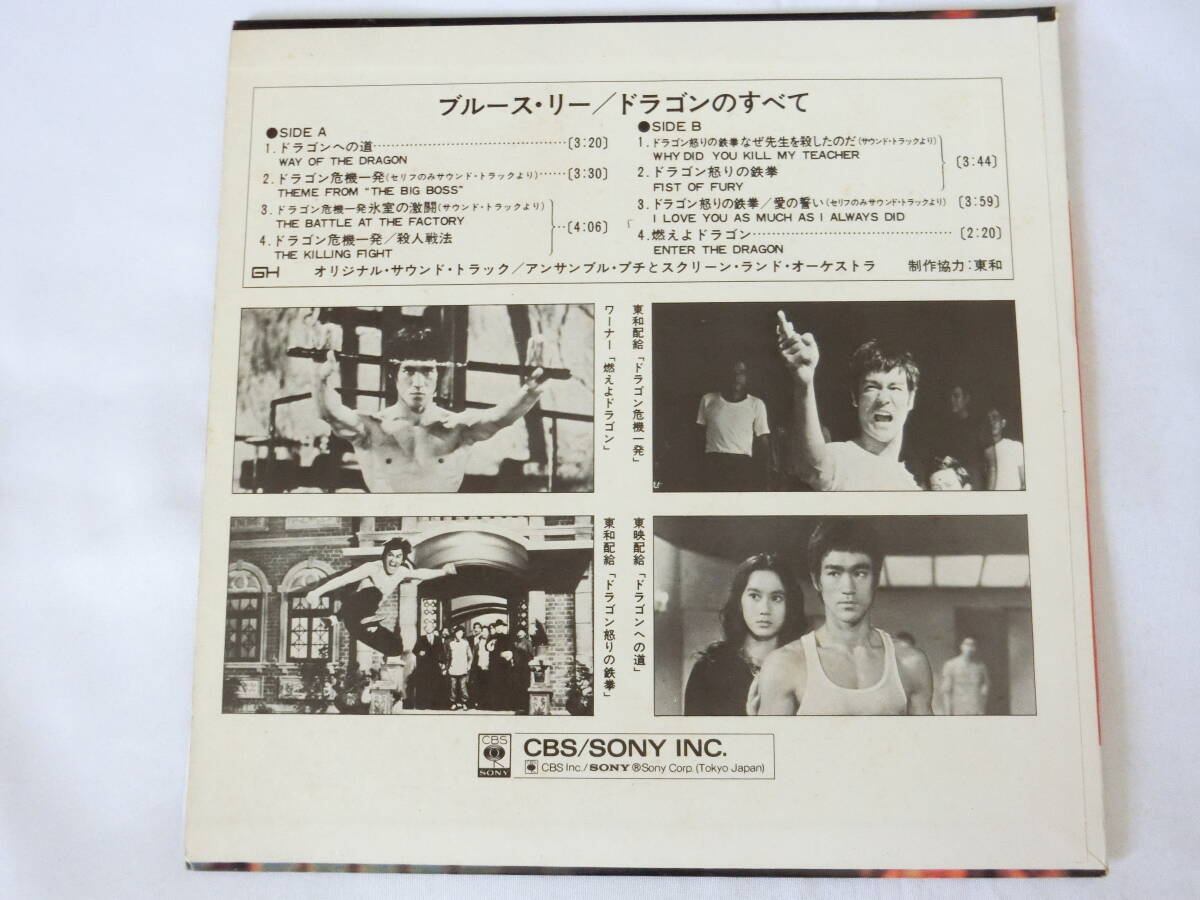 ブルース・リー／ドラゴンのすべて
●SIDE A
1. ドラゴンへの道……………………………〔3:20〕
WAY OF THE DRAGON
2. ドラゴン危機一発(セリフのみサウンド・トラックより)……〔3:30〕
THEME FROM "THE BIG BOSS"
3. ドラゴン危機一発氷室の激闘(サウンド・トラックより)
THE BATTLE AT THE FACTORY
…〔4:06〕
4. ドラゴン危機一発／殺人戦法
THE KILLING FIGHT
●SIDE B
1. ドラゴン怒りの鉄拳なぜ先生を殺したのだ(サウンド・トラックより)
WHY DID YOU KILL MY TEACHER
〔3:44〕
2. ドラゴン怒りの鉄拳
FIST OF FURY
3. ドラゴン怒りの鉄拳／愛の誓い(セリフのみサウンド・トラックより)〔3:59〕
I LOVE YOU AS MUCH AS I ALWAYS DID
4. 燃えよドラゴン……………………………〔2:20〕
ENTER THE DRAGON
GH オリジナル・サウンド・トラック／アンサンブル・プチとスクリーン・ランド・オーケストラ 制作協力：東和
東和配給「ドラゴン危機一発」
ワーナー「燃えよドラゴン」
東映配給「ドラゴンへの道」
東和配給「ドラゴン怒りの鉄拳」
CBS
SONY
CBS/SONY INC.
CBS Inc./SONY ® Sony Corp. (Tokyo Japan)